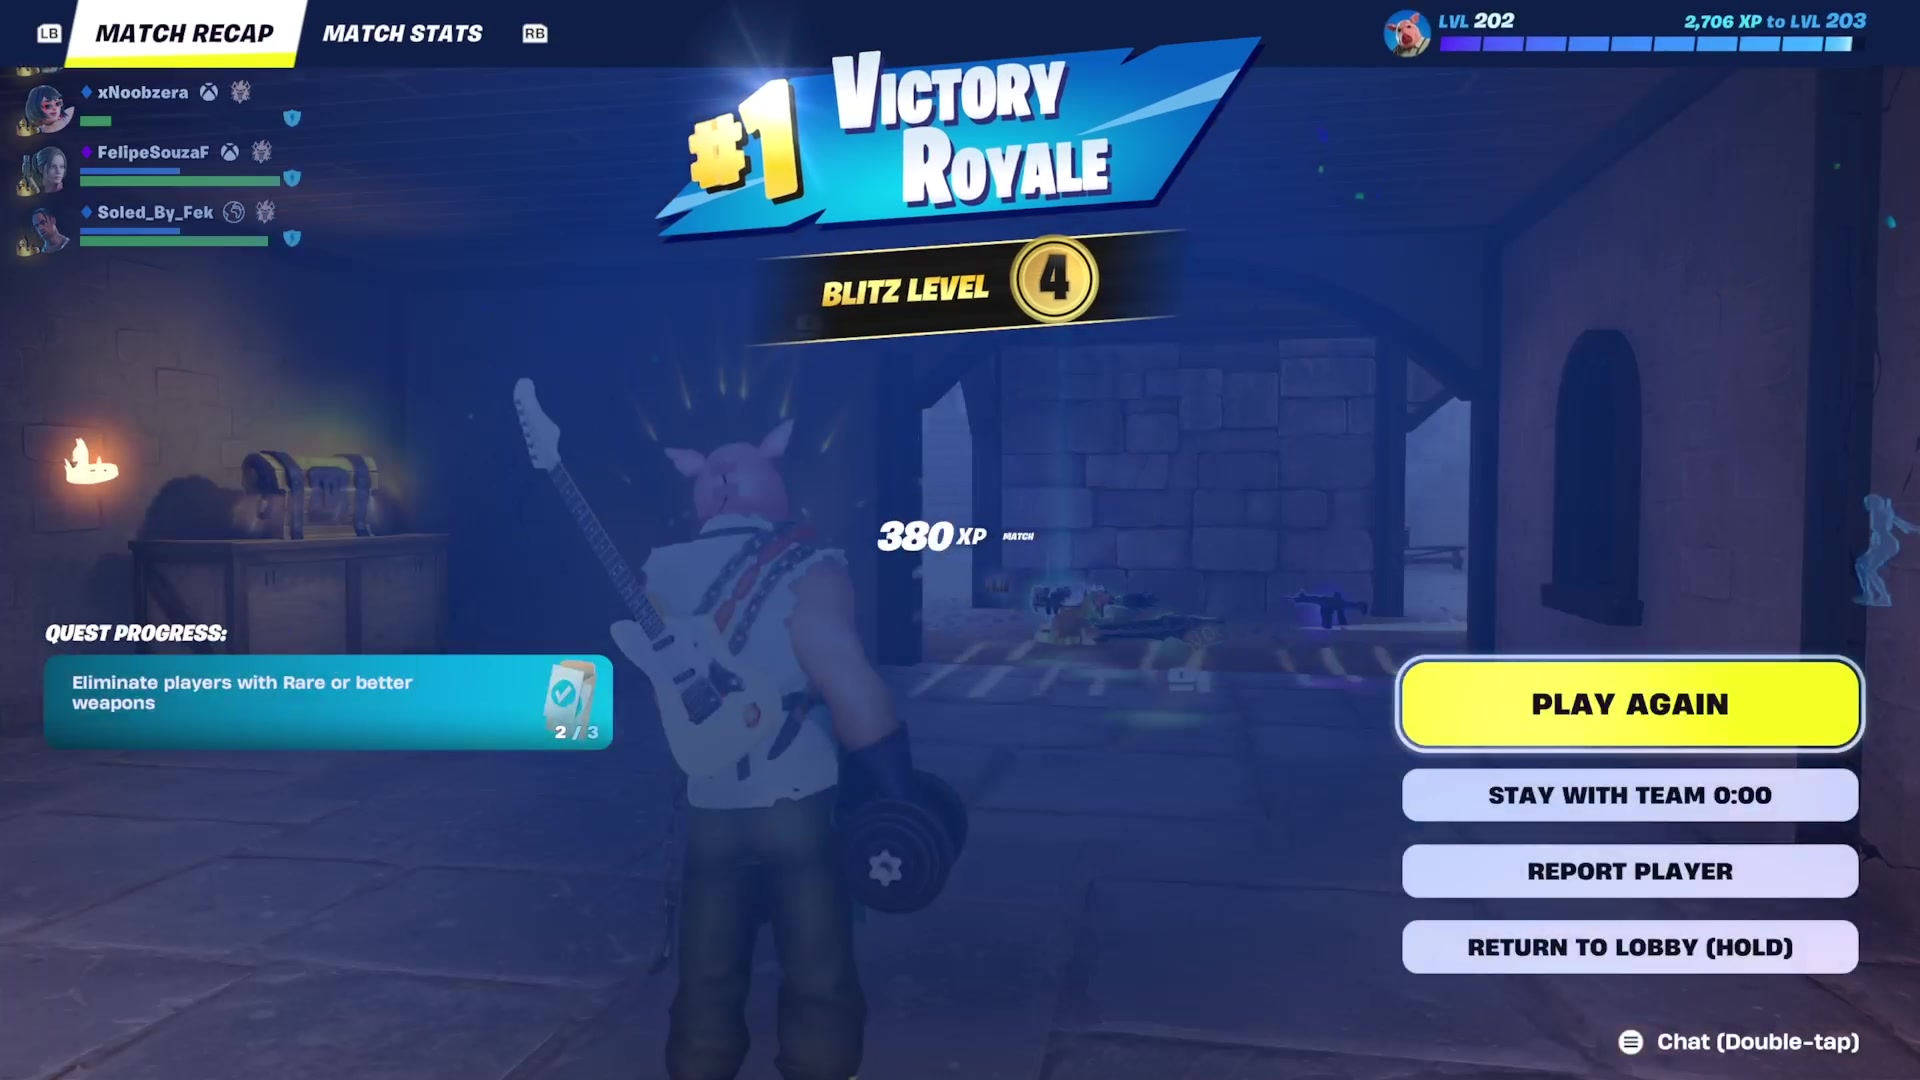 LB
MATCH RECAP
MATCH STATS
RB
LVL 202
2,706 XP to LVL 203
xNoobzera
FelipeSouzaF
Soled_By_Fek
#1
VICTORY
ROYALE
BLITZ LEVEL 4
380 XP MATCH
QUEST PROGRESS:
Eliminate players with Rare or better
weapons
2 / 3
PLAY AGAIN
STAY WITH TEAM 0:00
REPORT PLAYER
RETURN TO LOBBY (HOLD)
Chat (Double-tap)